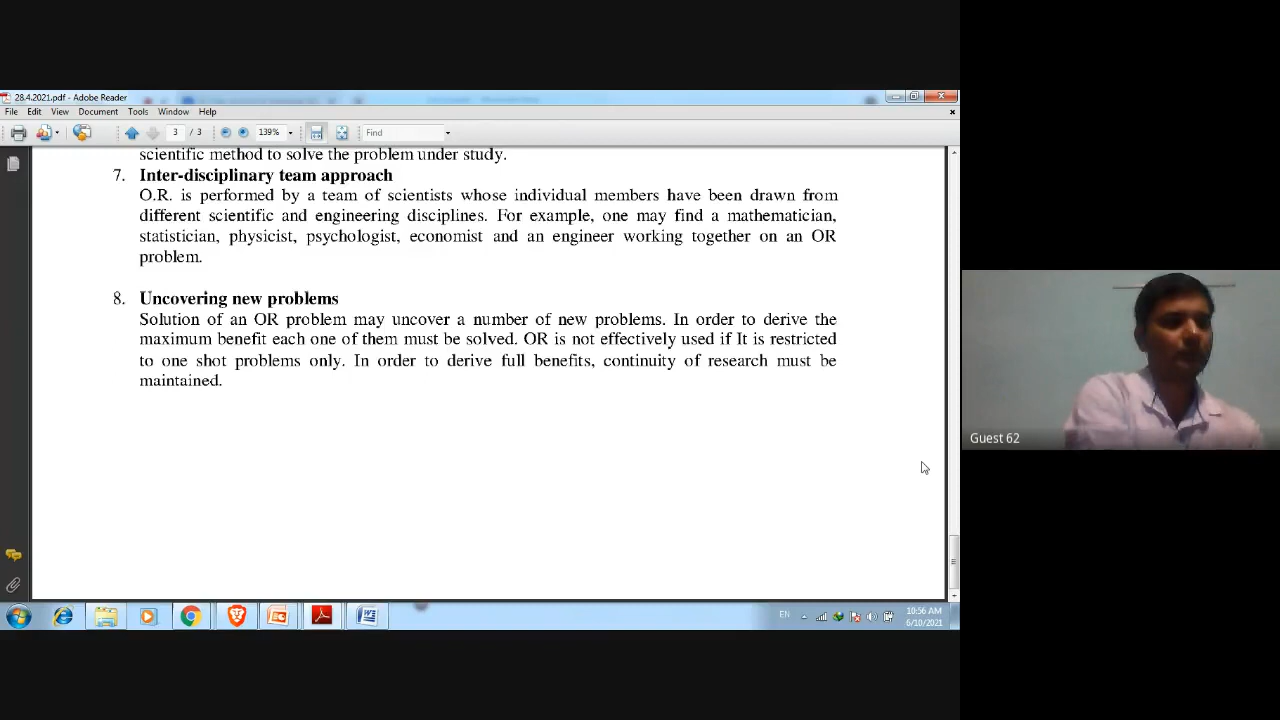 28.4.2021.pdf - Adobe Reader
File Edit View Document Tools Window Help
3 / 3 139% Find
scientific method to solve the problem under study.
7. Inter-disciplinary team approach
O.R. is performed by a team of scientists whose individual members have been drawn from
different scientific and engineering disciplines. For example, one may find a mathematician,
statistician, physicist, psychologist, economist and an engineer working together on an OR
problem.
8. Uncovering new problems
Solution of an OR problem may uncover a number of new problems. In order to derive the
maximum benefit each one of them must be solved. OR is not effectively used if It is restricted
to one shot problems only. In order to derive full benefits, continuity of research must be
maintained.
Guest 62
EN
10:56 AM
6/10/2021